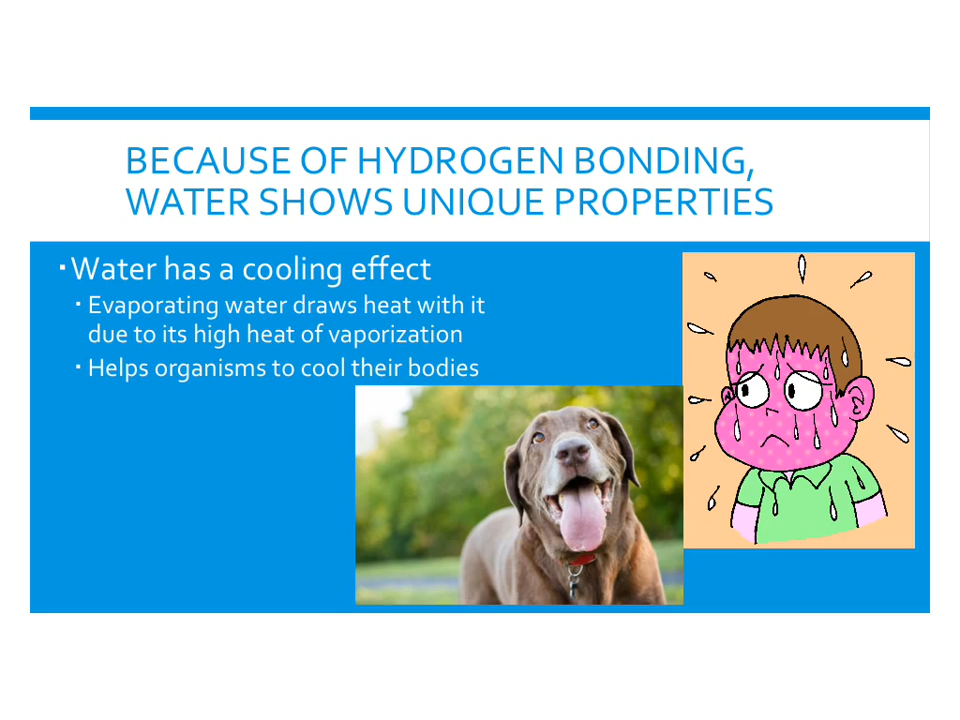 BECAUSE OF HYDROGEN BONDING,
WATER SHOWS UNIQUE PROPERTIES
▪Water has a cooling effect
▪ Evaporating water draws heat with it
due to its high heat of vaporization
▪ Helps organisms to cool their bodies